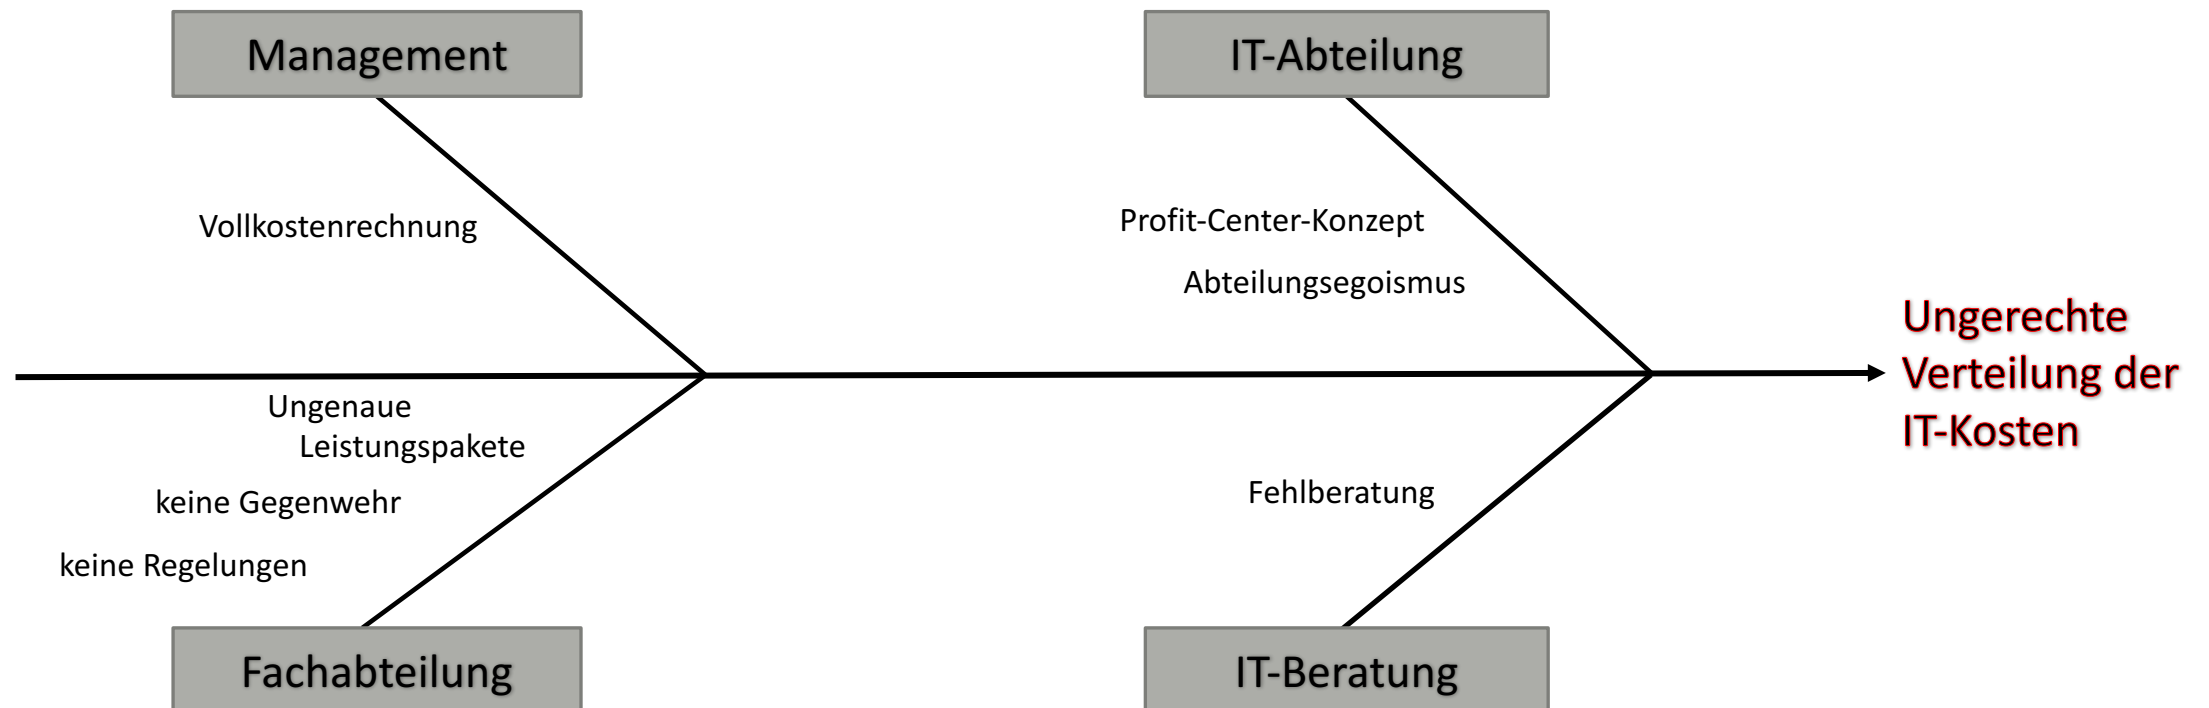 Management
IT-Abteilung
Vollkostenrechnung
Profit-Center-Konzept
Abteilungsegoismus
Ungerechte
Verteilung der
IT-Kosten
Ungenaue
Leistungspakete
keine Gegenwehr
keine Regelungen
Fehlberatung
Fachabteilung
IT-Beratung